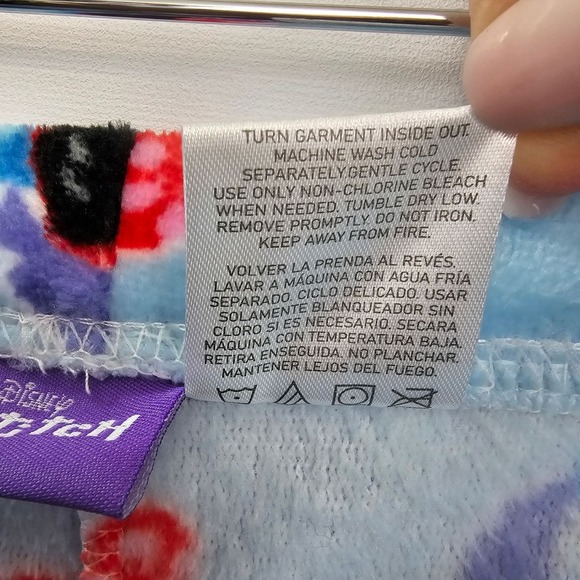 TURN GARMENT INSIDE OUT.
MACHINE WASH COLD
SEPARATELY.GENTLE CYCLE.
USE ONLY NON-CHLORINE BLEACH
WHEN NEEDED. TUMBLE DRY LOW.
REMOVE PROMPTLY. DO NOT IRON.
KEEP AWAY FROM FIRE.
VOLVER LA PRENDA AL REVÉS.
LAVAR A MÁQUINA CON AGUA FRÍA
SEPARADO. CICLO DELICADO. USAR
SOLAMENTE BLANQUEADOR SIN
CLORO SI ES NECESARIO. SECAR A
MÁQUINA CON TEMPERATURA BAJA.
RETIRA ENSEGUIDA. NO PLANCHAR.
MANTENER LEJOS DEL FUEGO.
DISNEY
STITCH